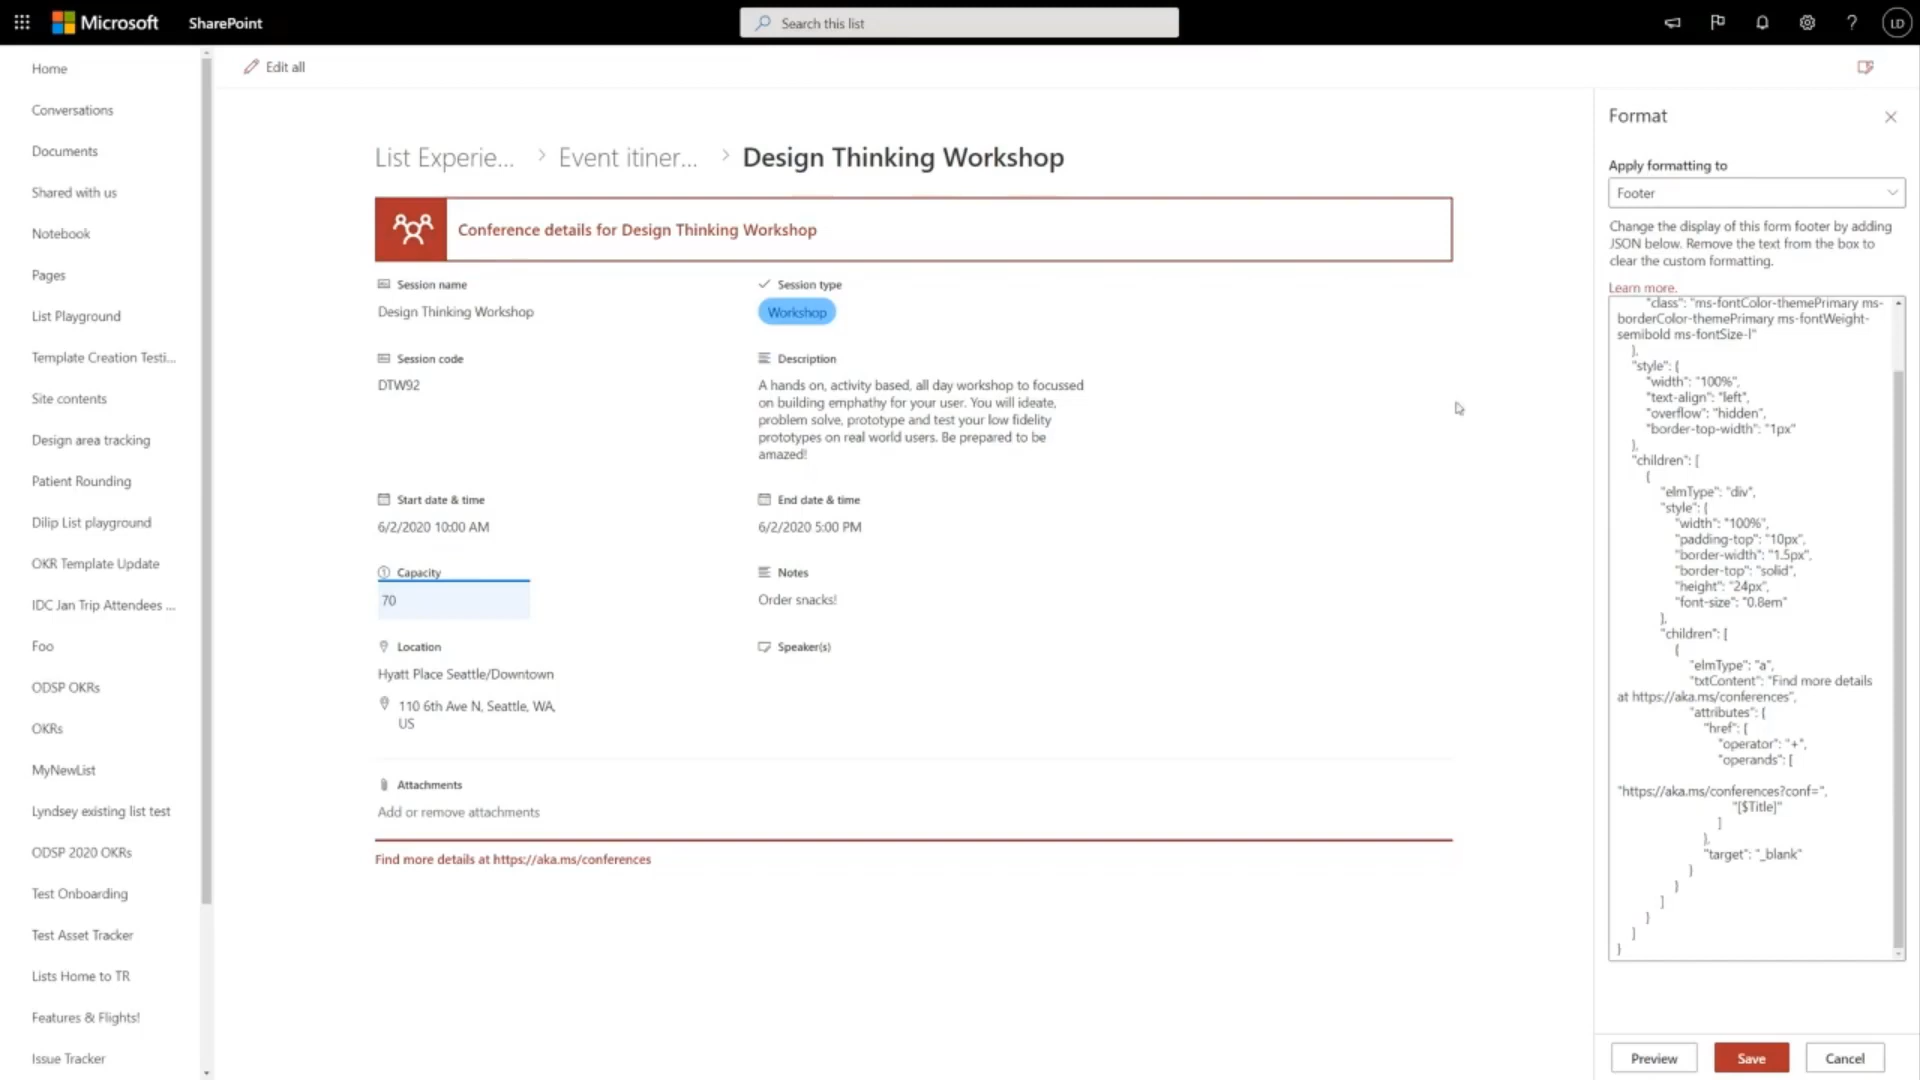 Microsoft
SharePoint
Search this list
LD
Home
Conversations
Documents
Shared with us
Notebook
Pages
List Playground
Template Creation Testi...
Site contents
Design area tracking
Patient Rounding
Dilip List playground
OKR Template Update
IDC Jan Trip Attendees ...
Foo
ODSP OKRs
OKRs
MyNewList
Lyndsey existing list test
ODSP 2020 OKRs
Test Onboarding
Test Asset Tracker
Lists Home to TR
Features & Flights!
Issue Tracker
Edit all
List Experie... > Event itiner... > Design Thinking Workshop
Conference details for Design Thinking Workshop
Session name
Design Thinking Workshop
Session type
Workshop
Session code
DTW92
Description
A hands on, activity based, all day workshop to focussed
on building emphathy for your user. You will ideate,
problem solve, prototype and test your low fidelity
prototypes on real world users. Be prepared to be
amazed!
Start date & time
6/2/2020 10:00 AM
End date & time
6/2/2020 5:00 PM
Capacity
70
Notes
Order snacks!
Location
Hyatt Place Seattle/Downtown
110 6th Ave N, Seattle, WA,
US
Speaker(s)
Attachments
Add or remove attachments
Find more details at https://aka.ms/conferences
Format
Apply formatting to
Footer
Change the display of this form footer by adding
JSON below. Remove the text from the box to
clear the custom formatting.
Learn more.
"class": "ms-fontColor-themePrimary ms-
borderColor-themePrimary ms-fontWeight-
semibold ms-fontSize-l"
},
"style": {
"width": "100%",
"text-align": "left",
"overflow": "hidden",
"border-top-width": "1px"
},
"children": [
{
"elmType": "div",
"style": {
"width": "100%",
"padding-top": "10px",
"border-width": "1.5px",
"border-top": "solid",
"height": "24px",
"font-size": "0.8em"
},
"children": [
{
"elmType": "a",
"txtContent": "Find more details
at https://aka.ms/conferences",
"attributes": {
"href": {
"operator": "+",
"operands": [
"https://aka.ms/conferences?conf=",
"[$Title]"
]
},
"target": "_blank"
}
}
]
}
]
}
Preview
Save
Cancel